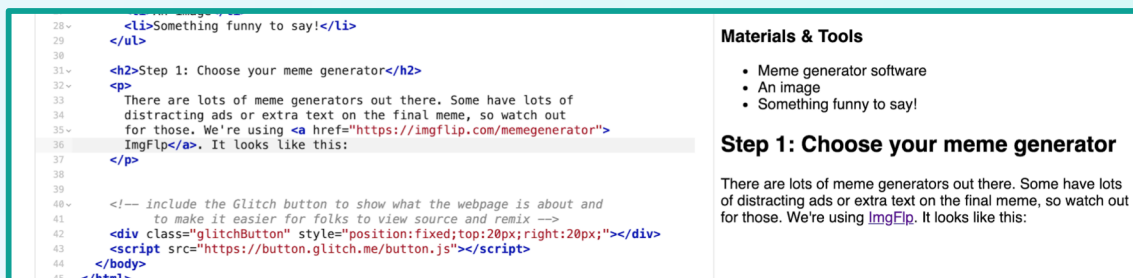 <li>An image</li>
28 <li>Something funny to say!</li>
29 </ul>
30
31 <h2>Step 1: Choose your meme generator</h2>
32 <p>
33 There are lots of meme generators out there. Some have lots of
34 distracting ads or extra text on the final meme, so watch out
35 for those. We're using <a href="https://imgflip.com/memegenerator">
36 ImgFlp</a>. It looks like this:
37 </p>
38
39
40 <!-- include the Glitch button to show what the webpage is about and
41 to make it easier for folks to view source and remix -->
42 <div class="glitchButton" style="position:fixed;top:20px;right:20px;"></div>
43 <script src="https://button.glitch.me/button.js"></script>
44 </body>
45 </html>
Materials & Tools
• Meme generator software
• An image
• Something funny to say!
Step 1: Choose your meme generator
There are lots of meme generators out there. Some have lots
of distracting ads or extra text on the final meme, so watch out
for those. We're using ImgFlp. It looks like this: